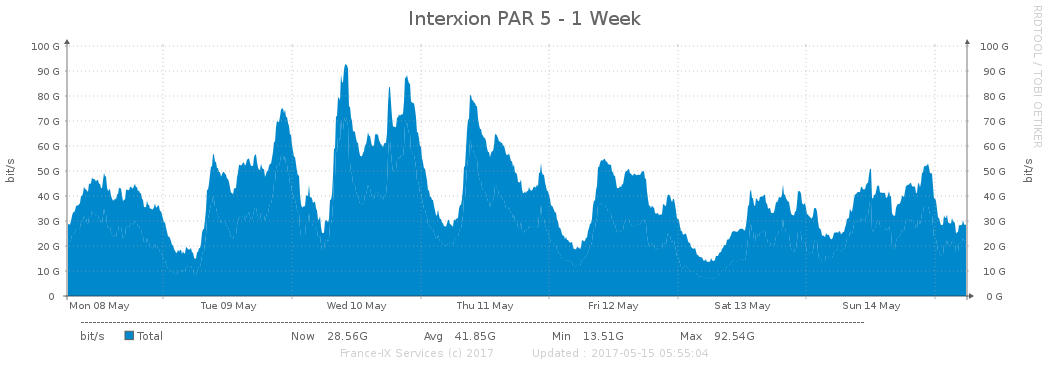 Interxion PAR 5 - 1 Week
RRDTOOL / TOBI OETIKER
bit/s
100 G
90 G
80 G
70 G
60 G
50 G
40 G
30 G
20 G
10 G
0
100 G
90 G
80 G
70 G
60 G
50 G
40 G
30 G
20 G
10 G
0 G
bit/s
Mon 08 May Tue 09 May Wed 10 May Thu 11 May Fri 12 May Sat 13 May Sun 14 May
bit/s Total Now 28.56G Avg 41.85G Min 13.51G Max 92.54G
France-IX Services (c) 2017 Updated : 2017-05-15 05:55:04